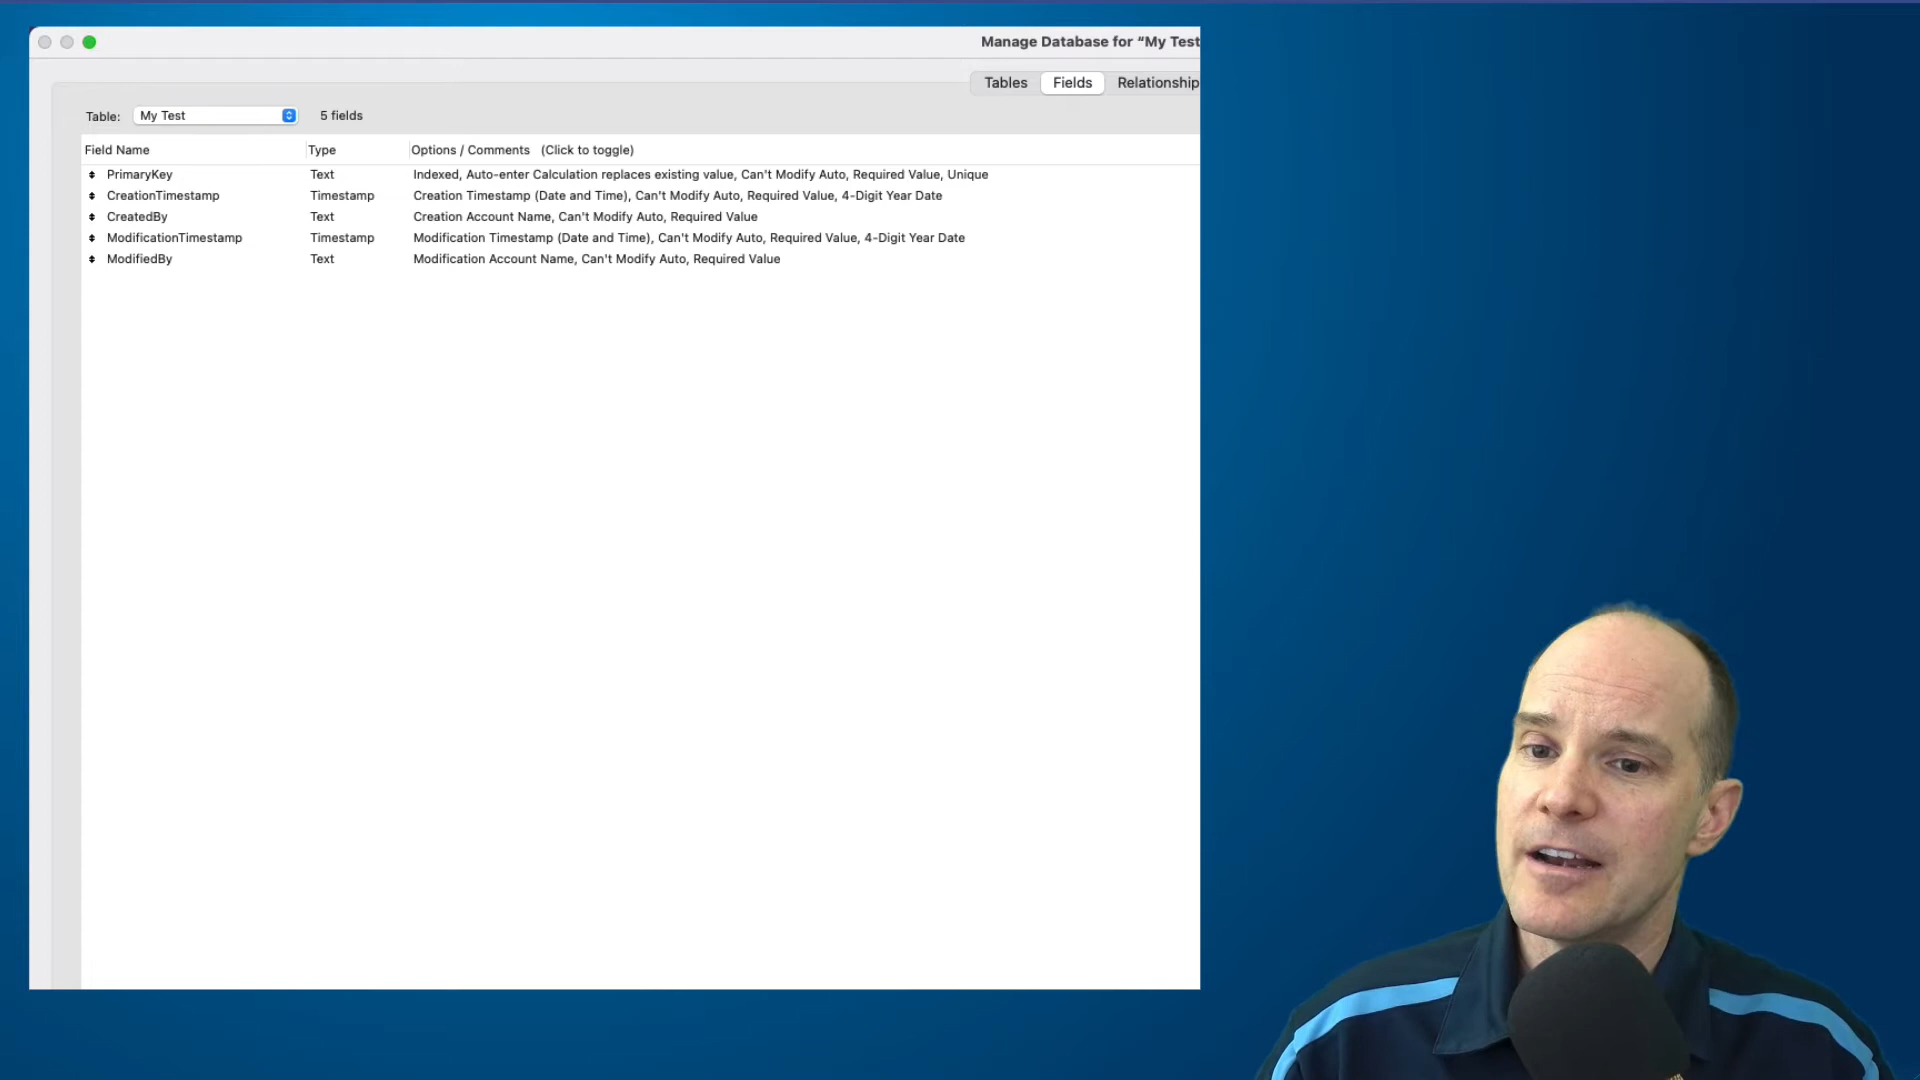 Manage Database for “My Test
Tables Fields Relationship
Table: My Test 5 fields
Field Name Type Options / Comments (Click to toggle)
PrimaryKey Text Indexed, Auto-enter Calculation replaces existing value, Can't Modify Auto, Required Value, Unique
CreationTimestamp Timestamp Creation Timestamp (Date and Time), Can't Modify Auto, Required Value, 4-Digit Year Date
CreatedBy Text Creation Account Name, Can't Modify Auto, Required Value
ModificationTimestamp Timestamp Modification Timestamp (Date and Time), Can't Modify Auto, Required Value, 4-Digit Year Date
ModifiedBy Text Modification Account Name, Can't Modify Auto, Required Value